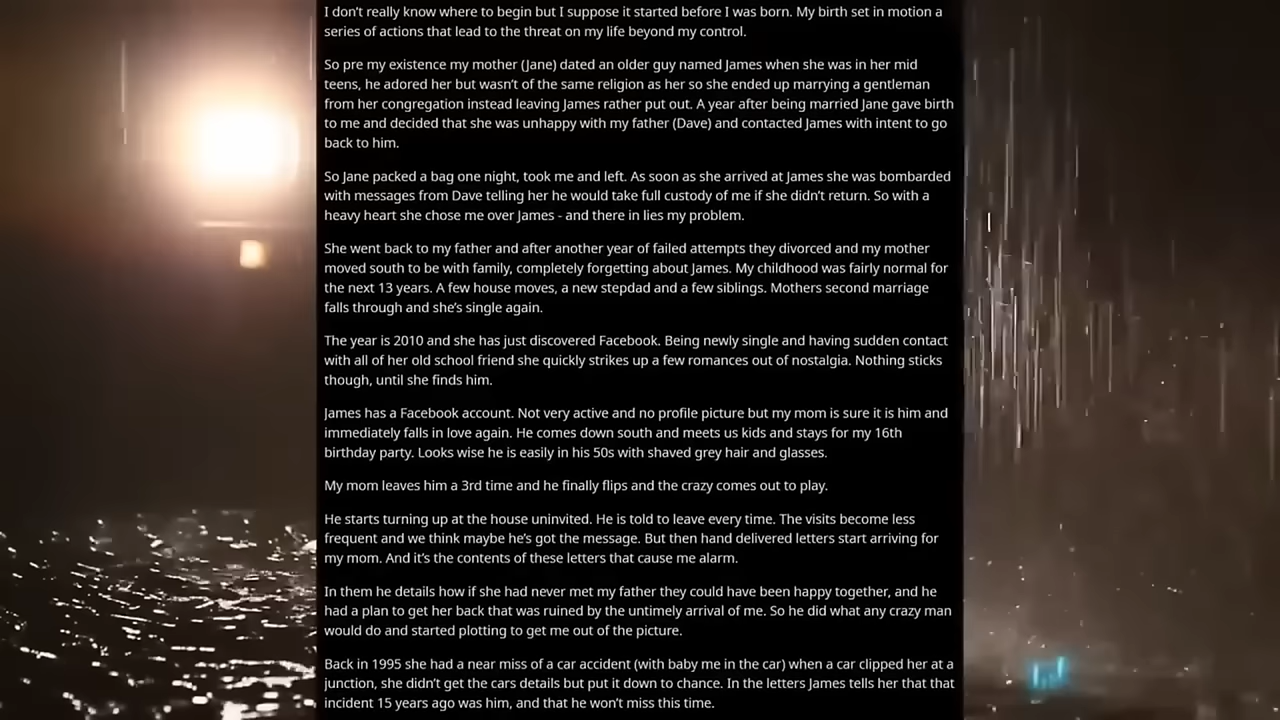 I don't really know where to begin but I suppose it started before I was born. My birth set in motion a
series of actions that lead to the threat on my life beyond my control.
So pre my existence my mother (Jane) dated an older guy named James when she was in her mid
teens, he adored her but wasn't of the same religion as her so she ended up marrying a gentleman
from her congregation instead leaving James rather put out. A year after being married Jane gave birth
to me and decided that she was unhappy with my father (Dave) and contacted James with intent to go
back to him.
So Jane packed a bag one night, took me and left. As soon as she arrived at James she was bombarded
with messages from Dave telling her he would take full custody of me if she didn't return. So with a
heavy heart she chose me over James - and there in lies my problem.
She went back to my father and after another year of failed attempts they divorced and my mother
moved south to be with family, completely forgetting about James. My childhood was fairly normal for
the next 13 years. A few house moves, a new stepdad and a few siblings. Mothers second marriage
falls through and she's single again.
The year is 2010 and she has just discovered Facebook. Being newly single and having sudden contact
with all of her old school friend she quickly strikes up a few romances out of nostalgia. Nothing sticks
though, until she finds him.
James has a Facebook account. Not very active and no profile picture but my mom is sure it is him and
immediately falls in love again. He comes down south and meets us kids and stays for my 16th
birthday party. Looks wise he is easily in his 50s with shaved grey hair and glasses.
My mom leaves him a 3rd time and he finally flips and the crazy comes out to play.
He starts turning up at the house uninvited. He is told to leave every time. The visits become less
frequent and we think maybe he's got the message. But then hand delivered letters start arriving for
my mom. And it's the contents of these letters that cause me alarm.
In them he details how if she had never met my father they could have been happy together, and he
had a plan to get her back that was ruined by the untimely arrival of me. So he did what any crazy man
would do and started plotting to get me out of the picture.
Back in 1995 she had a near miss of a car accident (with baby me in the car) when a car clipped her at a
junction, she didn't get the cars details but put it down to chance. In the letters James tells her that that
incident 15 years ago was him, and that he won't miss this time.